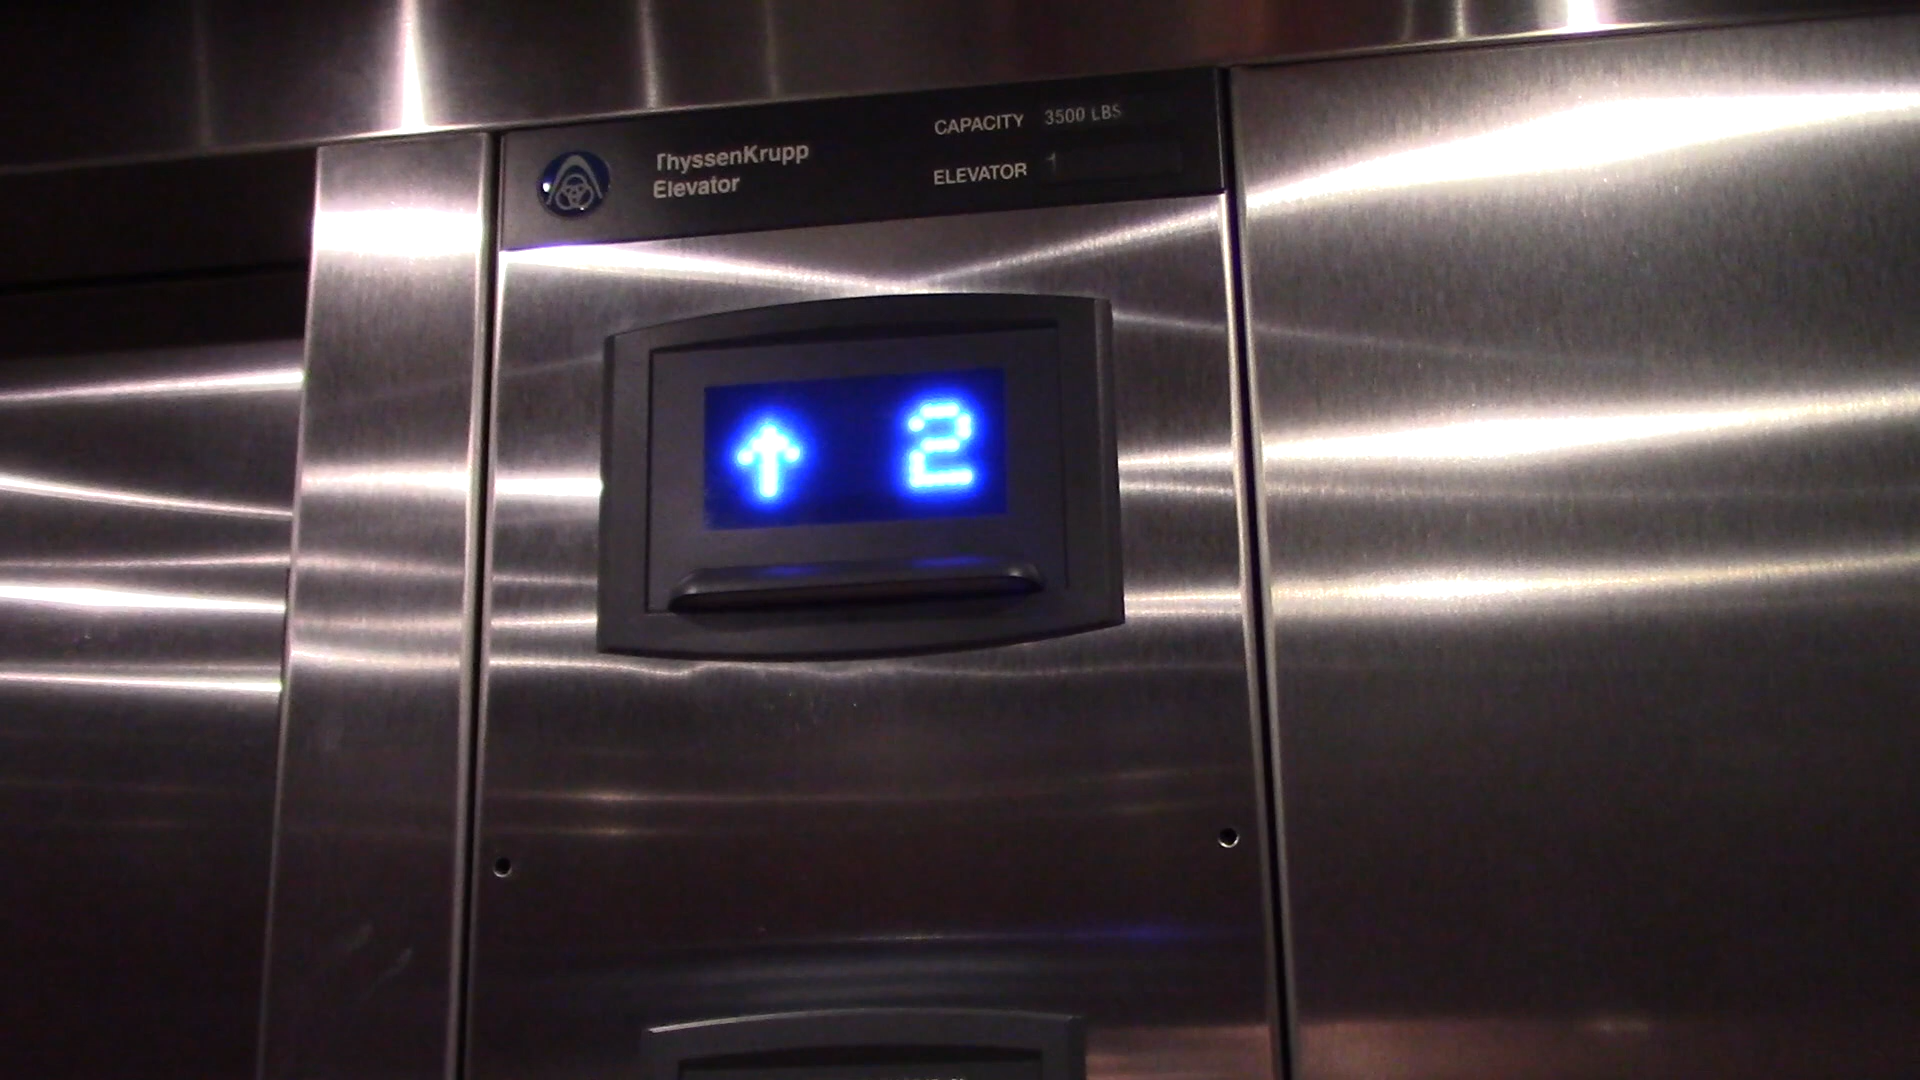 ThyssenKrupp
Elevator
CAPACITY 3500 LBS
ELEVATOR 1
↑ 2